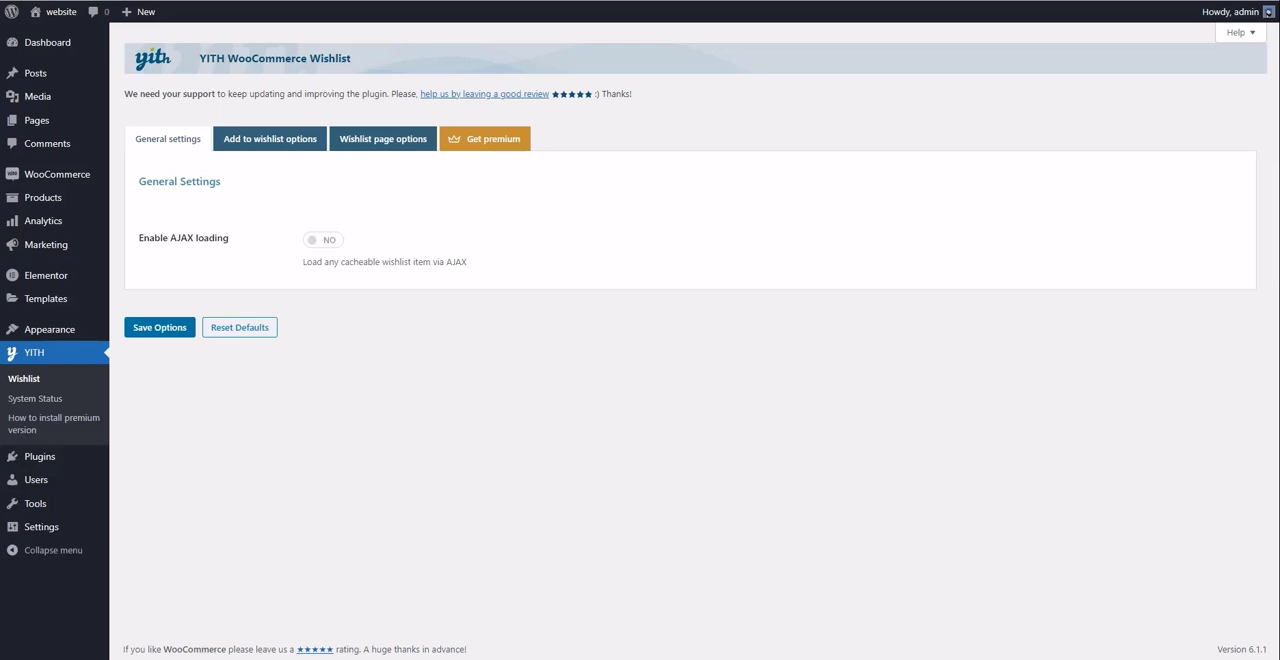 website 0 New Howdy, admin
Help
Dashboard
Posts
Media
Pages
Comments
WooCommerce
Products
Analytics
Marketing
Elementor
Templates
Appearance
YITH
Wishlist
System Status
How to install premium
version
Plugins
Users
Tools
Settings
Collapse menu
yith YITH WooCommerce Wishlist
We need your support to keep updating and improving the plugin. Please, help us by leaving a good review ★★★★★ :) Thanks!
General settings Add to wishlist options Wishlist page options Get premium
General Settings
Enable AJAX loading NO
Load any cacheable wishlist item via AJAX
Save Options Reset Defaults
If you like WooCommerce please leave us a ★★★★★ rating. A huge thanks in advance! Version 6.1.1